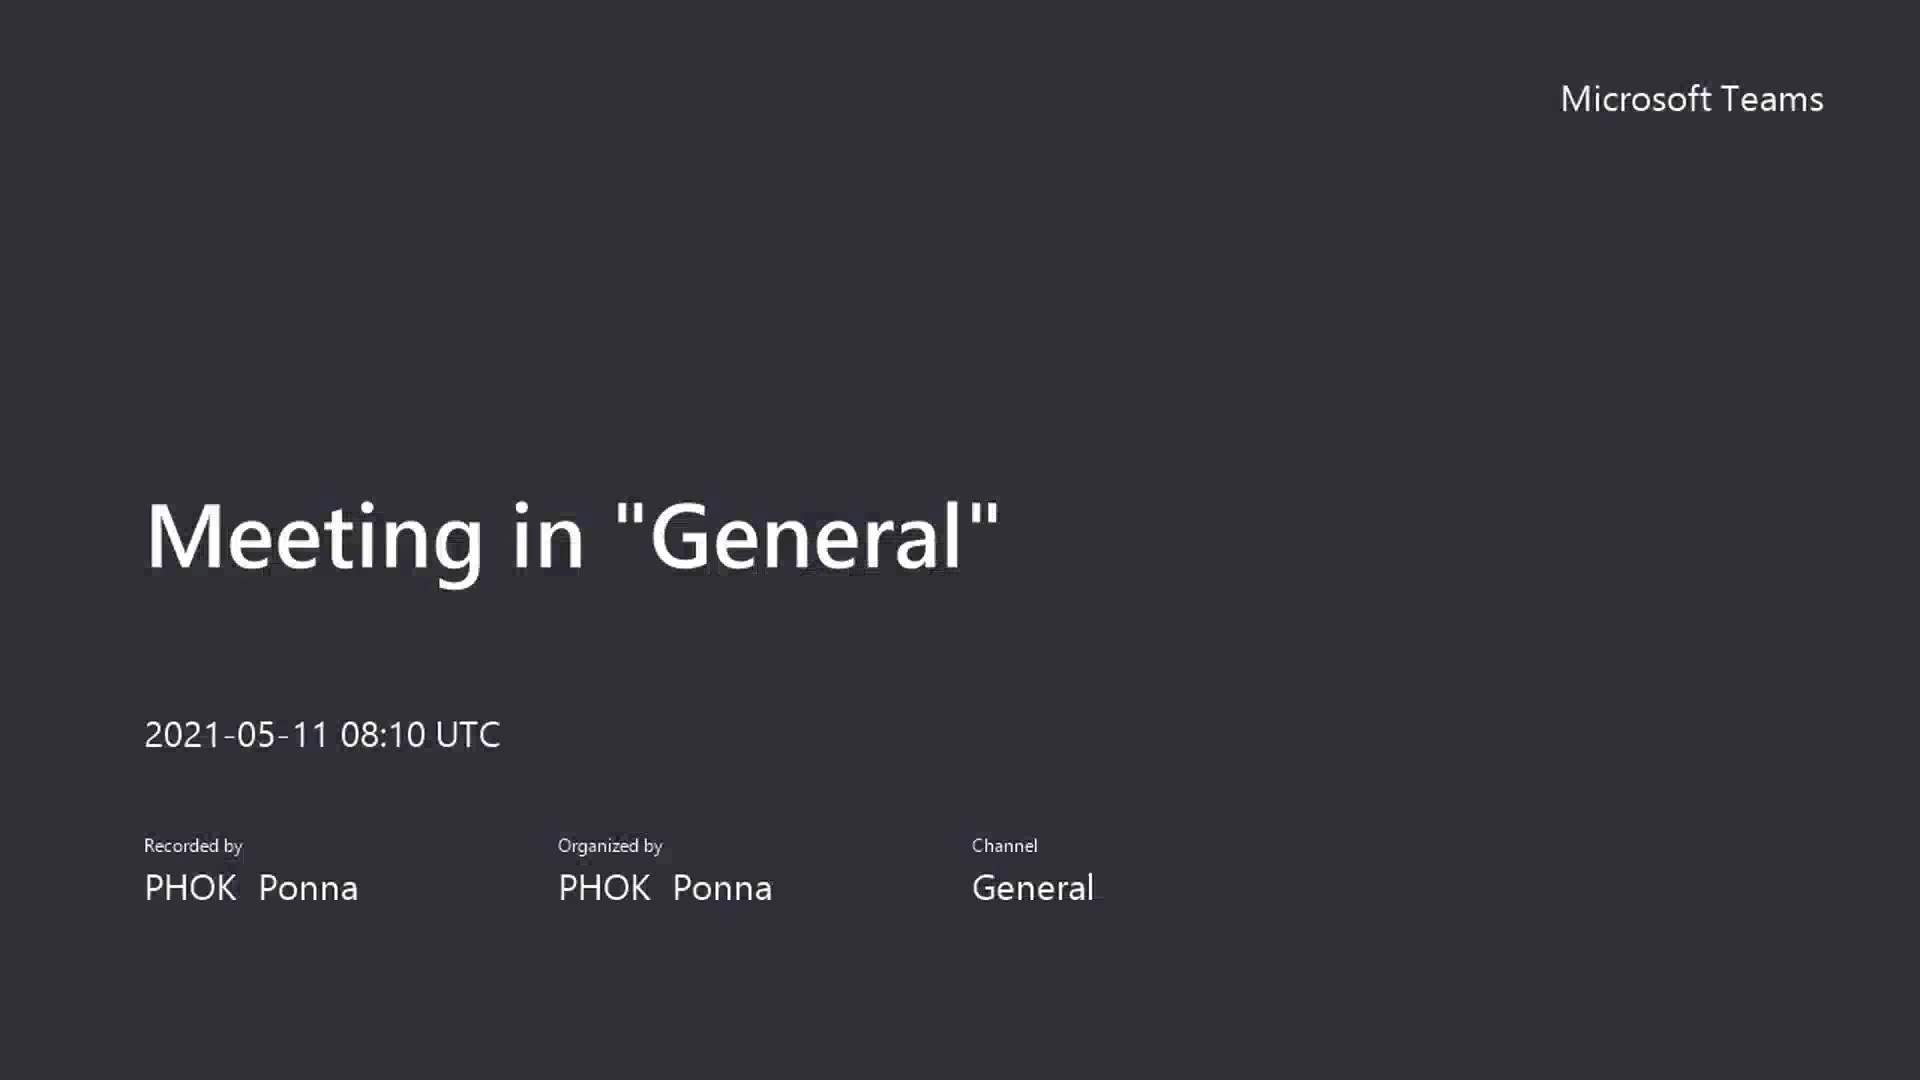 Microsoft Teams
Meeting in "General"
2021-05-11 08:10 UTC
Recorded by
PHOK  Ponna
Organized by
PHOK  Ponna
Channel
General